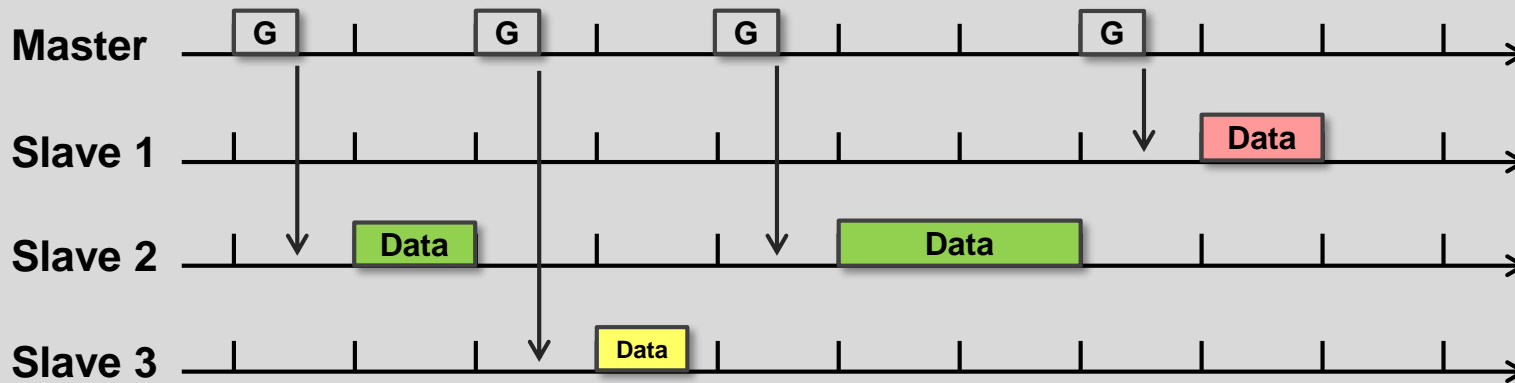 Master G G G G
Slave 1 Data
Slave 2 Data Data
Slave 3 Data